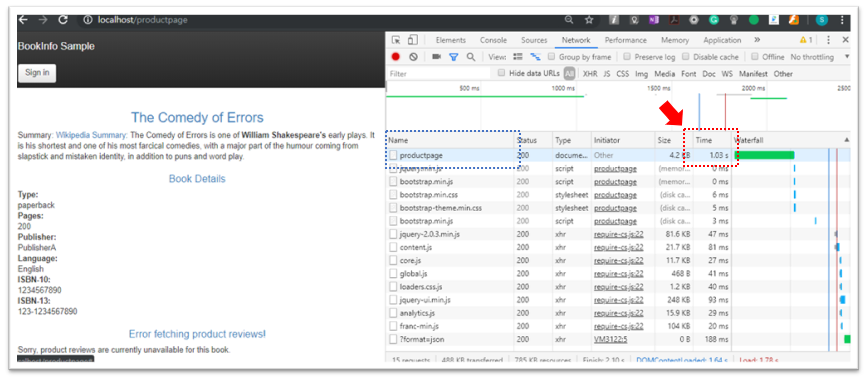 localhost/productpage
BookInfo Sample
Sign in
The Comedy of Errors
Summary: Wikipedia Summary: The Comedy of Errors is one of William Shakespeare's early plays. It
is his shortest and one of his most farcical comedies, with a major part of the humour coming from
slapstick and mistaken identity, in addition to puns and word play.
Book Details
Type:
paperback
Pages:
200
Publisher:
PublisherA
Language:
English
ISBN-10:
1234567890
ISBN-13:
123-1234567890
Error fetching product reviews!
Sorry, product reviews are currently unavailable for this book.
Elements Console Sources Network Performance Memory Application » 1
View: Group by frame Preserve log Disable cache Offline No throttling
Filter Hide data URLs All XHR JS CSS Img Media Font Doc WS Manifest Other
500 ms 1000 ms 1500 ms 2000 ms 2500
Name Status Type Initiator Size Time Waterfall
productpage 200 docume... Other 4.2 KB 1.03 s
jquery.min.js 200 script productpage (memor... 0 ms
bootstrap.min.js 200 script productpage (memor... 0 ms
bootstrap.min.css 200 stylesheet productpage (disk ca... 6 ms
bootstrap-theme.min.css 200 stylesheet productpage (disk ca... 5 ms
bootstrap.min.js 200 script productpage (disk ca... 3 ms
jquery-2.0.3.min.js 200 xhr require-cs.js:22 81.6 KB 47 ms
content.js 200 xhr require-cs.js:22 21.7 KB 81 ms
core.js 200 xhr require-cs.js:22 11.7 KB 27 ms
global.js 200 xhr require-cs.js:22 468 B 41 ms
loaders.css.js 200 xhr require-cs.js:22 1.2 KB 40 ms
jquery-ui.min.js 200 xhr require-cs.js:22 248 KB 93 ms
analytics.js 200 xhr require-cs.js:22 15.9 KB 29 ms
franc-min.js 200 xhr require-cs.js:22 104 KB 20 ms
?format=json 200 xhr VM3122:5 0 B 188 ms
15 requests 488 KB transferred 785 KB resources Finish: 2.10 s DOMContentLoaded: 1.64 s Load: 1.78 s